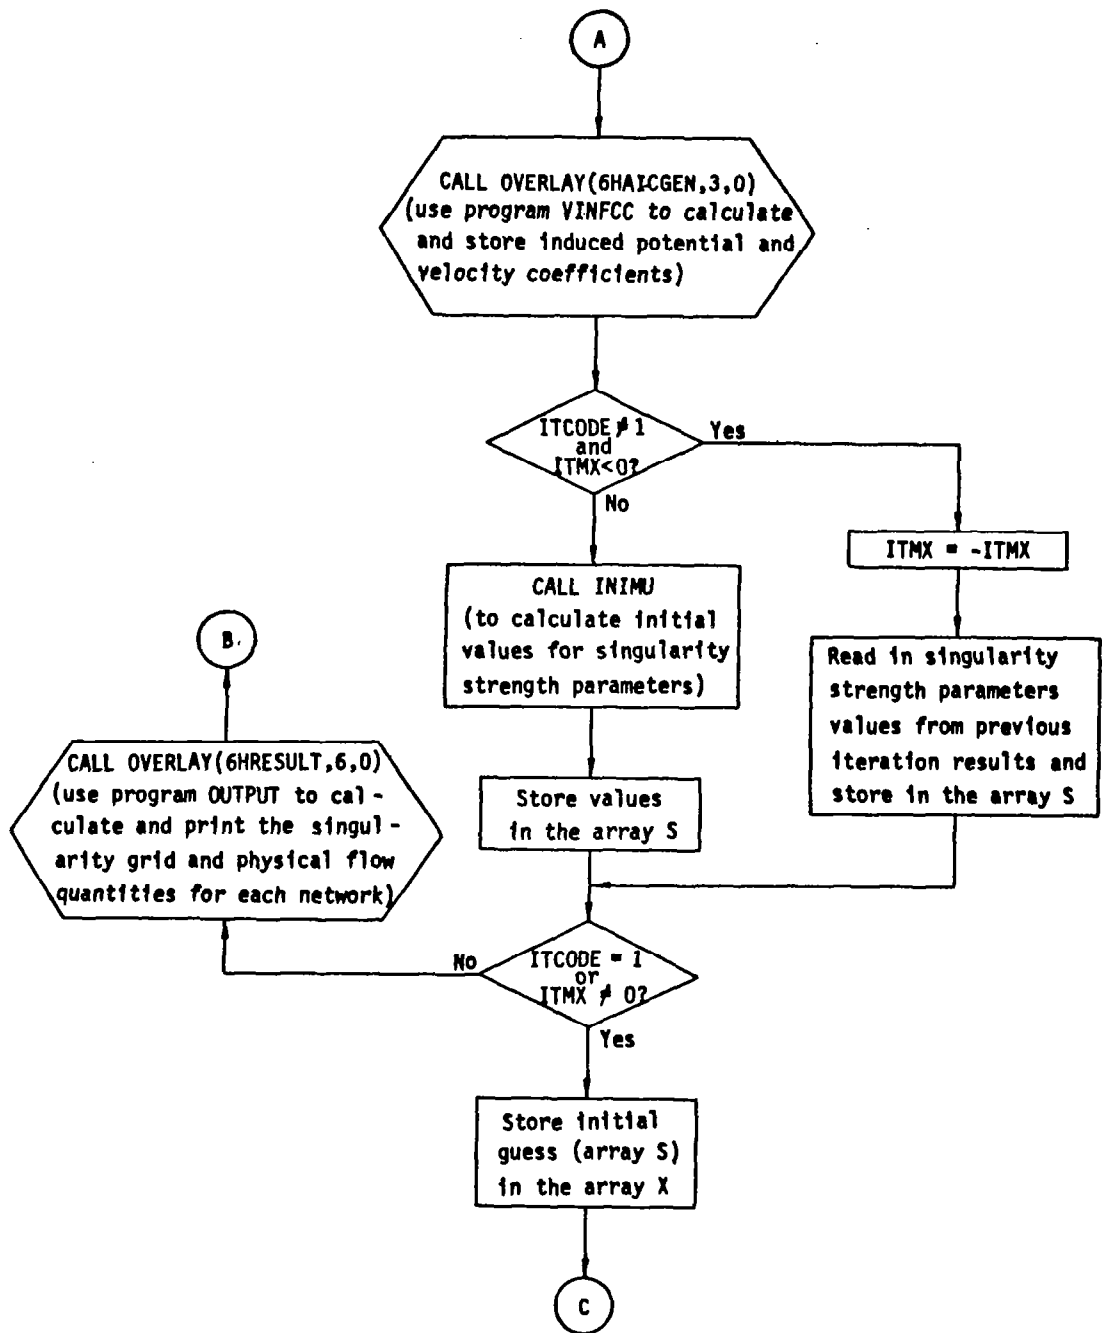 A
CALL OVERLAY(6HAICGEN,3,0)
(use program VINFCC to calculate
and store induced potential and
velocity coefficients)
ITCODE ≠ 1
and
ITMX<0?
Yes
No
ITMX = -ITMX
CALL INIMU
(to calculate initial
values for singularity
strength parameters)
Read in singularity
strength parameters
values from previous
iteration results and
store in the array S
B
CALL OVERLAY(6HRESULT,6,0)
(use program OUTPUT to cal-
culate and print the singul-
arity grid and physical flow
quantities for each network)
Store values
in the array S
No
ITCODE = 1
or
ITMX ≠ 0?
Yes
Store initial
guess (array S)
in the array X
C